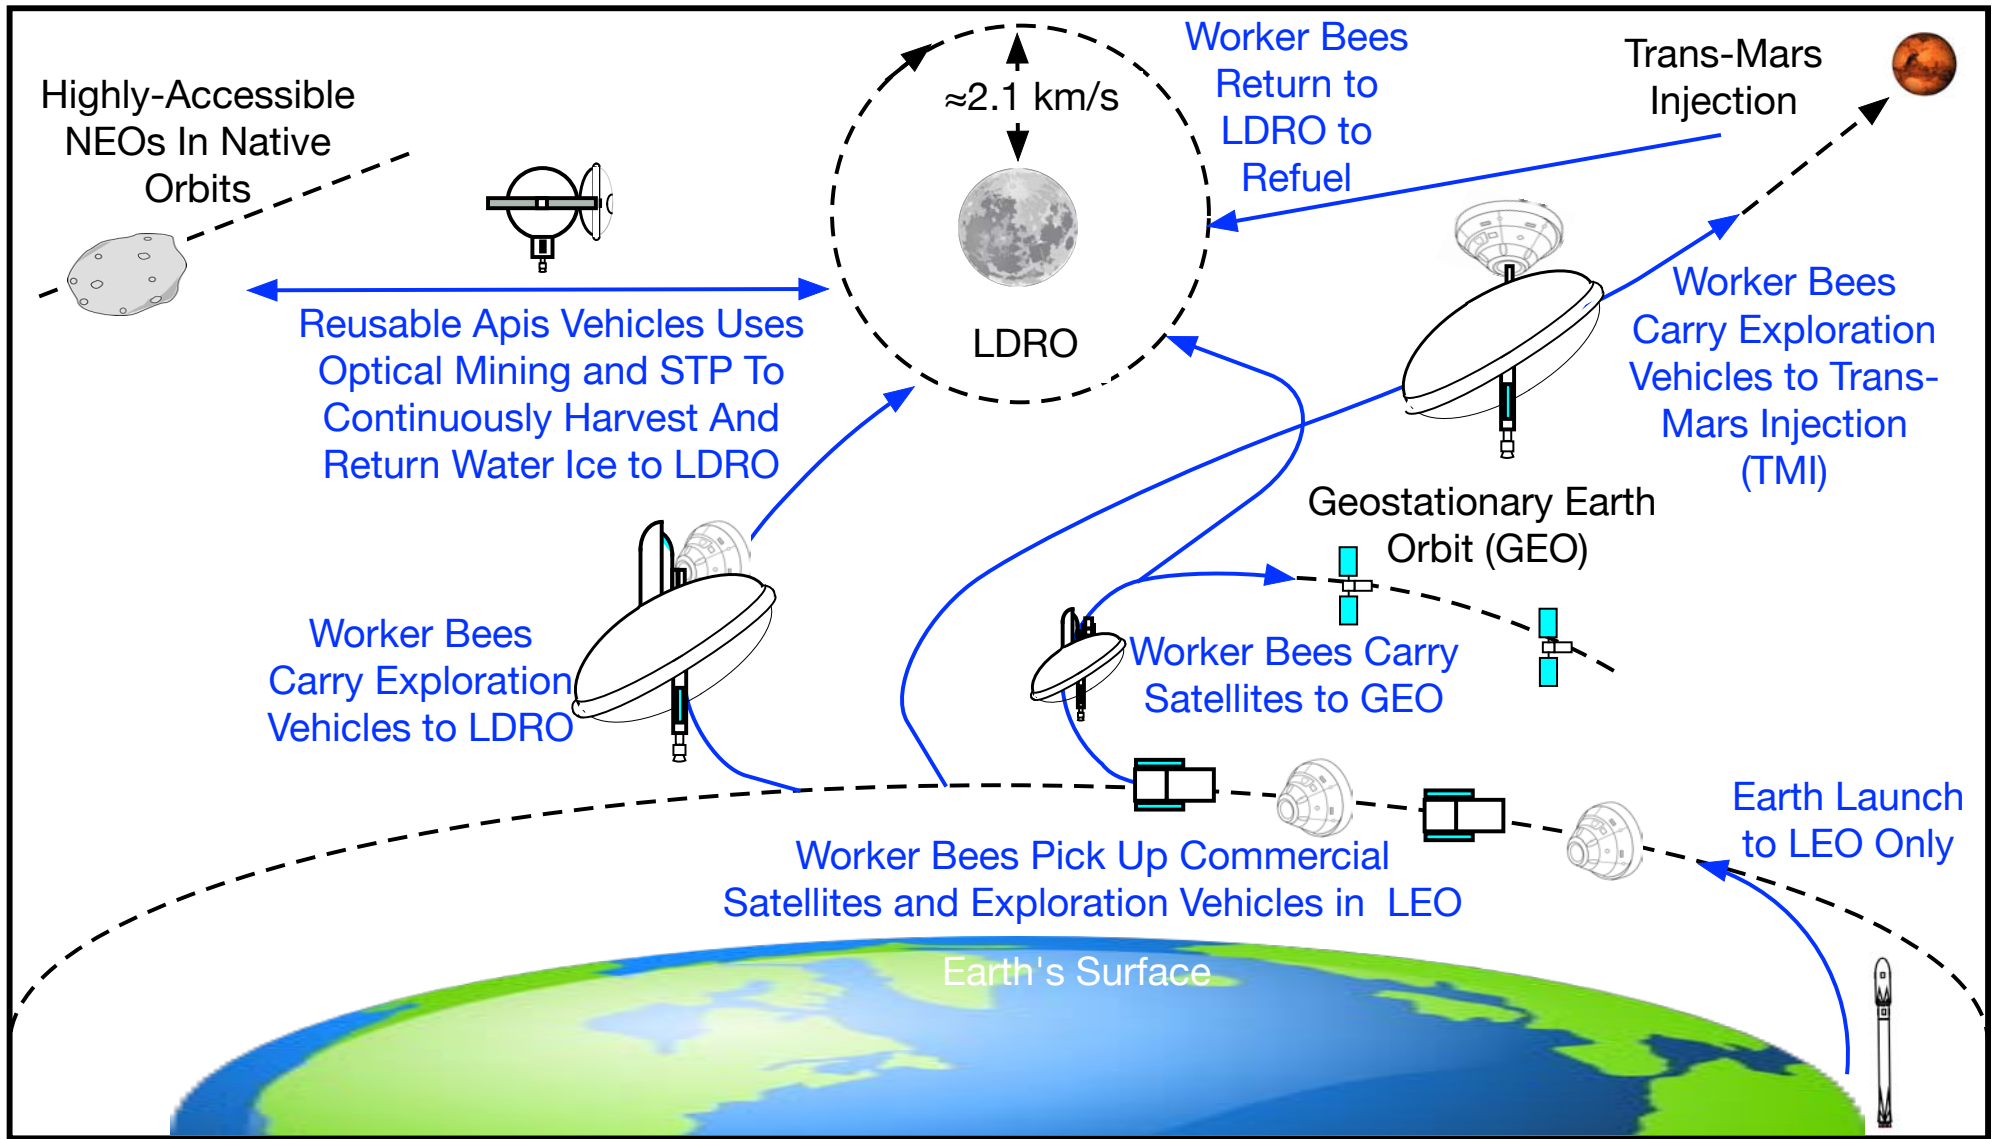 Highly-Accessible
NEOs In Native
Orbits
≈2.1 km/s
LDRO
Worker Bees
Return to
LDRO to
Refuel
Trans-Mars
Injection
Reusable Apis Vehicles Uses
Optical Mining and STP To
Continuously Harvest And
Return Water Ice to LDRO
Worker Bees
Carry Exploration
Vehicles to Trans-
Mars Injection
(TMI)
Geostationary Earth
Orbit (GEO)
Worker Bees
Carry Exploration
Vehicles to LDRO
Worker Bees Carry
Satellites to GEO
Earth Launch
to LEO Only
Worker Bees Pick Up Commercial
Satellites and Exploration Vehicles in  LEO
Earth's Surface